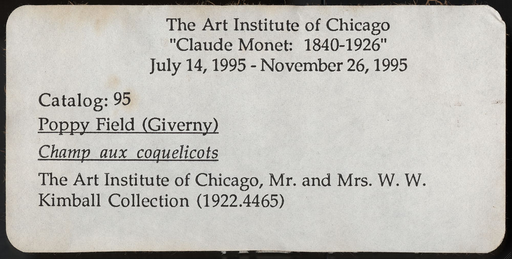 The Art Institute of Chicago
"Claude Monet: 1840-1926"
July 14, 1995 - November 26, 1995
Catalog: 95
Poppy Field (Giverny)
Champ aux coquelicots
The Art Institute of Chicago, Mr. and Mrs. W. W.
Kimball Collection (1922.4465)